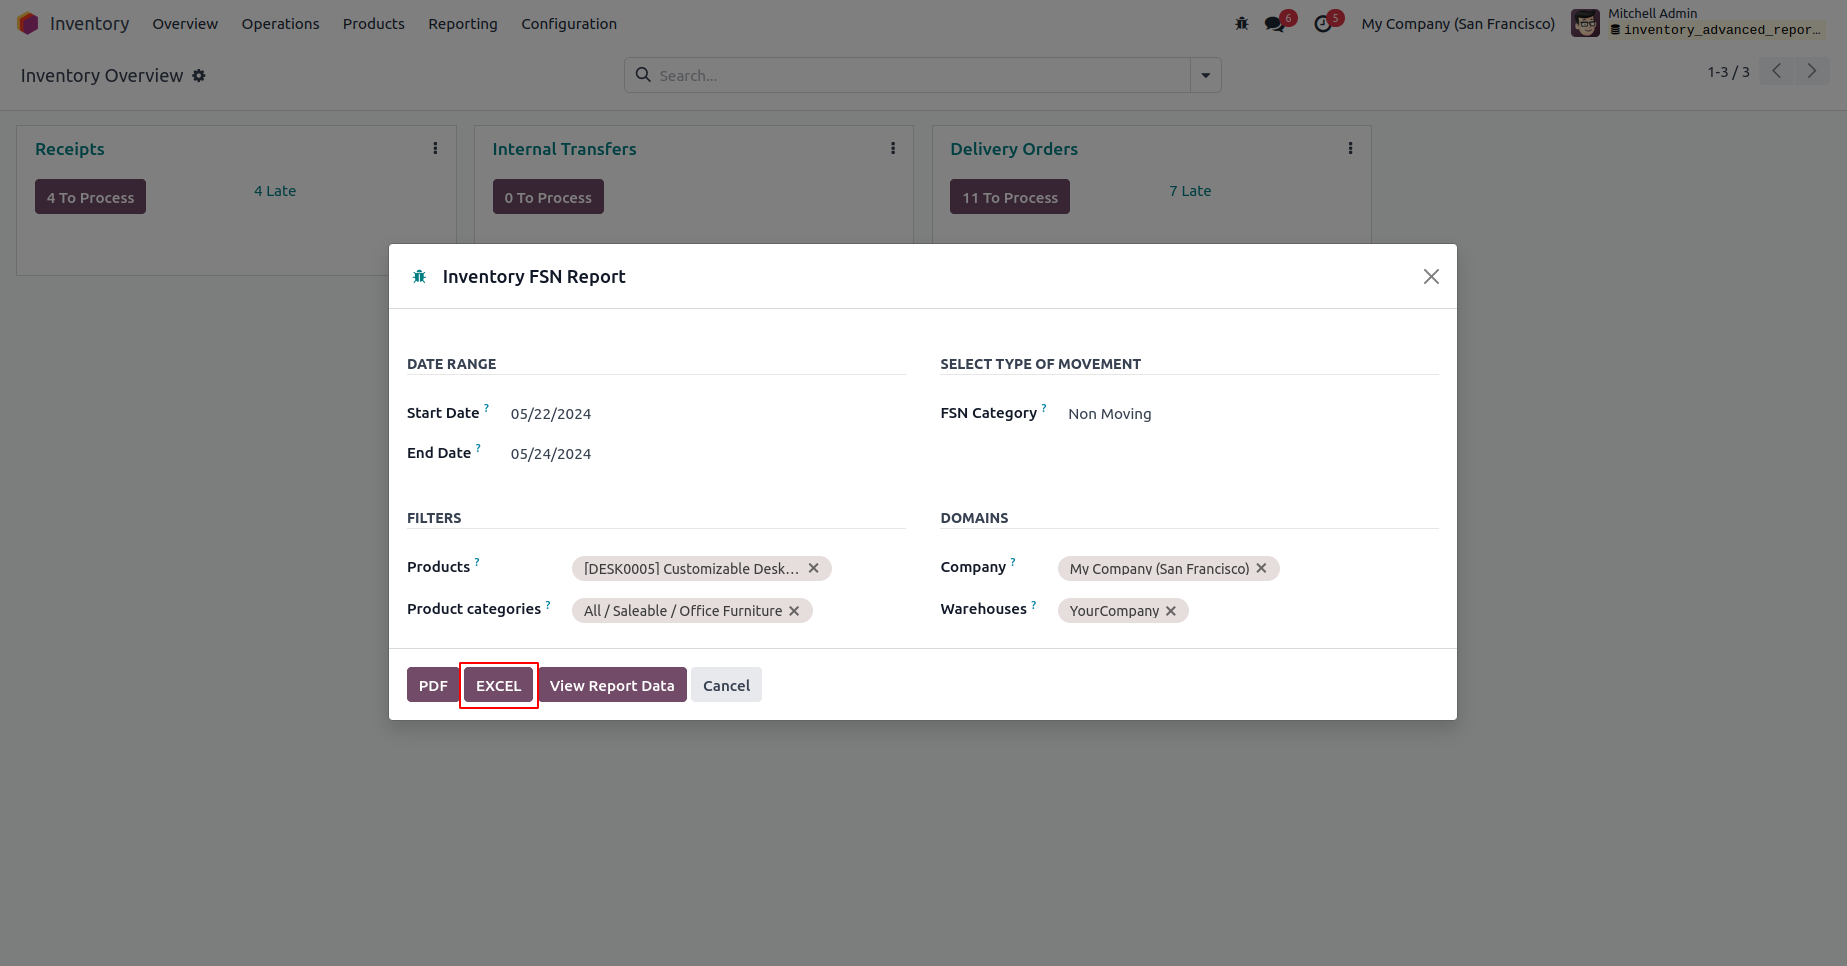 Inventory Overview Operations Products Reporting Configuration 6 5 My Company (San Francisco) Mitchell Admin
inventory_advanced_repor...
Inventory Overview Search... 1-3 / 3
Receipts Internal Transfers Delivery Orders
4 To Process 4 Late 0 To Process 11 To Process 7 Late
Inventory FSN Report
DATE RANGE SELECT TYPE OF MOVEMENT
Start Date ? 05/22/2024 FSN Category ? Non Moving
End Date ? 05/24/2024
FILTERS DOMAINS
Products ? [DESK0005] Customizable Desk... Company ? My Company (San Francisco)
Product categories ? All / Saleable / Office Furniture Warehouses ? YourCompany
PDF EXCEL View Report Data Cancel